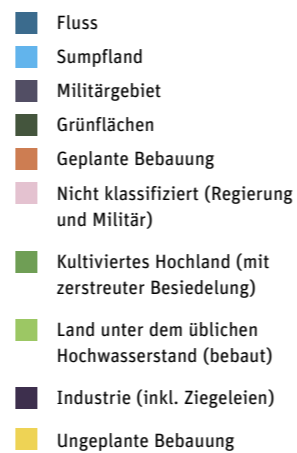 Fluss
Sumpfland
Militärgebiet
Grünflächen
Geplante Bebauung
Nicht klassifiziert (Regierung
und Militär)
Kultiviertes Hochland (mit
zerstreuter Besiedelung)
Land unter dem üblichen
Hochwasserstand (bebaut)
Industrie (inkl. Ziegeleien)
Ungeplante Bebauung